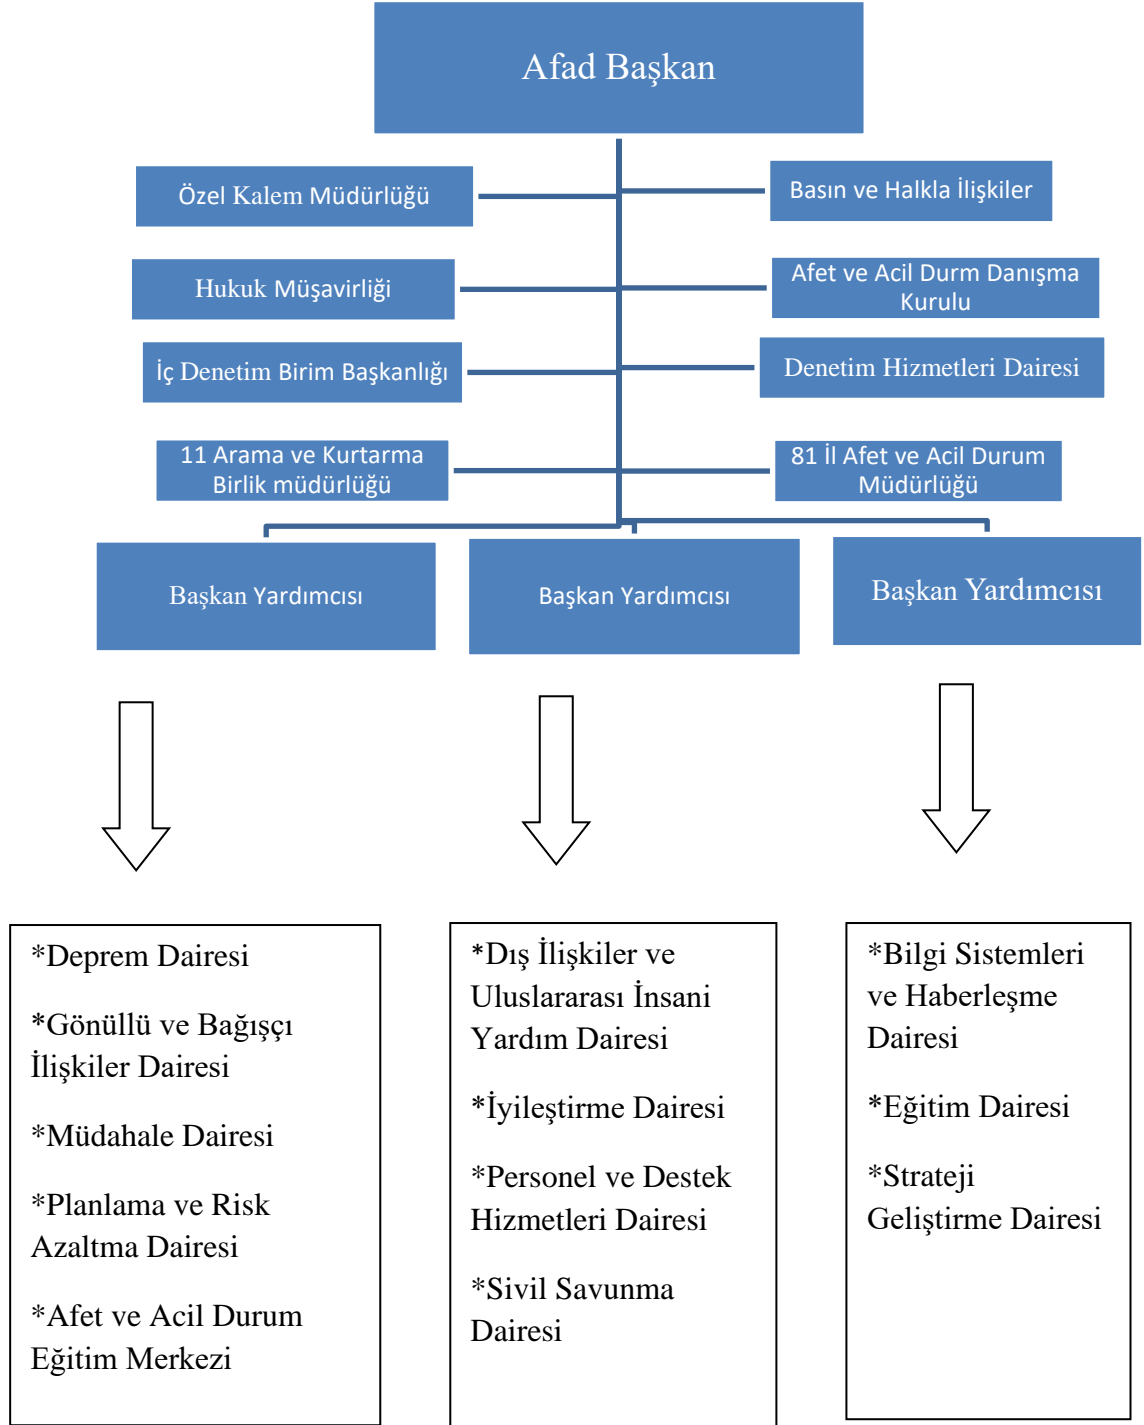 Afad Başkan
Özel Kalem Müdürlüğü
Basın ve Halkla İlişkiler
Hukuk Müşavirliği
Afet ve Acil Durm Danışma
Kurulu
İç Denetim Birim Başkanlığı
Denetim Hizmetleri Dairesi
11 Arama ve Kurtarma
Birlik müdürlüğü
81 İl Afet ve Acil Durum
Müdürlüğü
Başkan Yardımcısı
Başkan Yardımcısı
Başkan Yardımcısı
*Deprem Dairesi
*Gönüllü ve Bağışçı
İlişkiler Dairesi
*Müdahale Dairesi
*Planlama ve Risk
Azaltma Dairesi
*Afet ve Acil Durum
Eğitim Merkezi
*Dış İlişkiler ve
Uluslararası İnsani
Yardım Dairesi
*İyileştirme Dairesi
*Personel ve Destek
Hizmetleri Dairesi
*Sivil Savunma
Dairesi
*Bilgi Sistemleri
ve Haberleşme
Dairesi
*Eğitim Dairesi
*Strateji
Geliştirme Dairesi